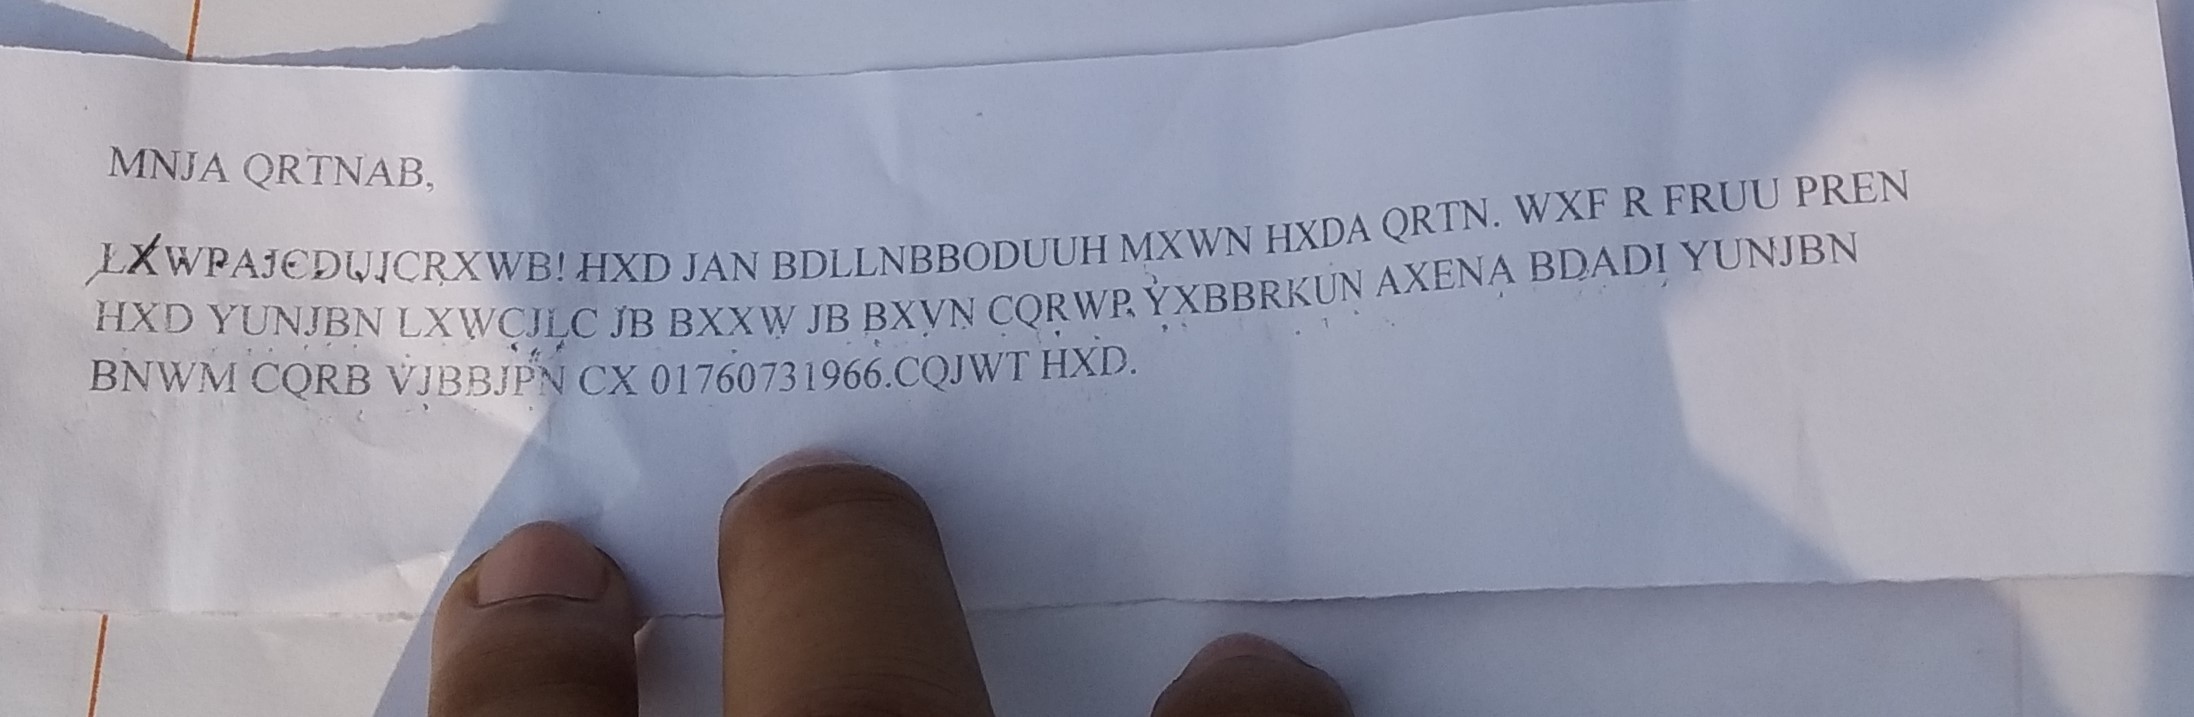 MNJA QRTNAB,
LXWPAJCDUJCRXWB! HXD JAN BDLLNBBODUUH MXWN HXDA QRTN. WXF R FRUU PREN
HXD YUNJBN LXWCJLC JB BXXW JB BXVN CQRWP. YXBBRKUN AXENA BDADI YUNJBN
BNWM CQRB VJBBJPN CX 01760731966.CQJWT HXD.